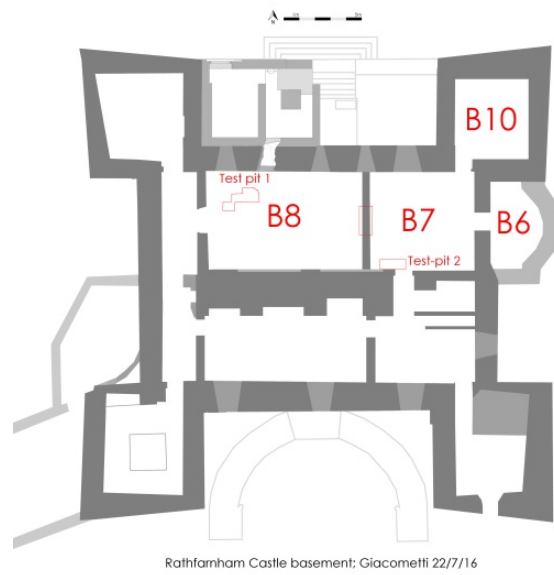 N
B10
Test pit 1
B8
B7
B6
Test-pit 2
Rathfarnham Castle basement; Giacometti 22/7/16